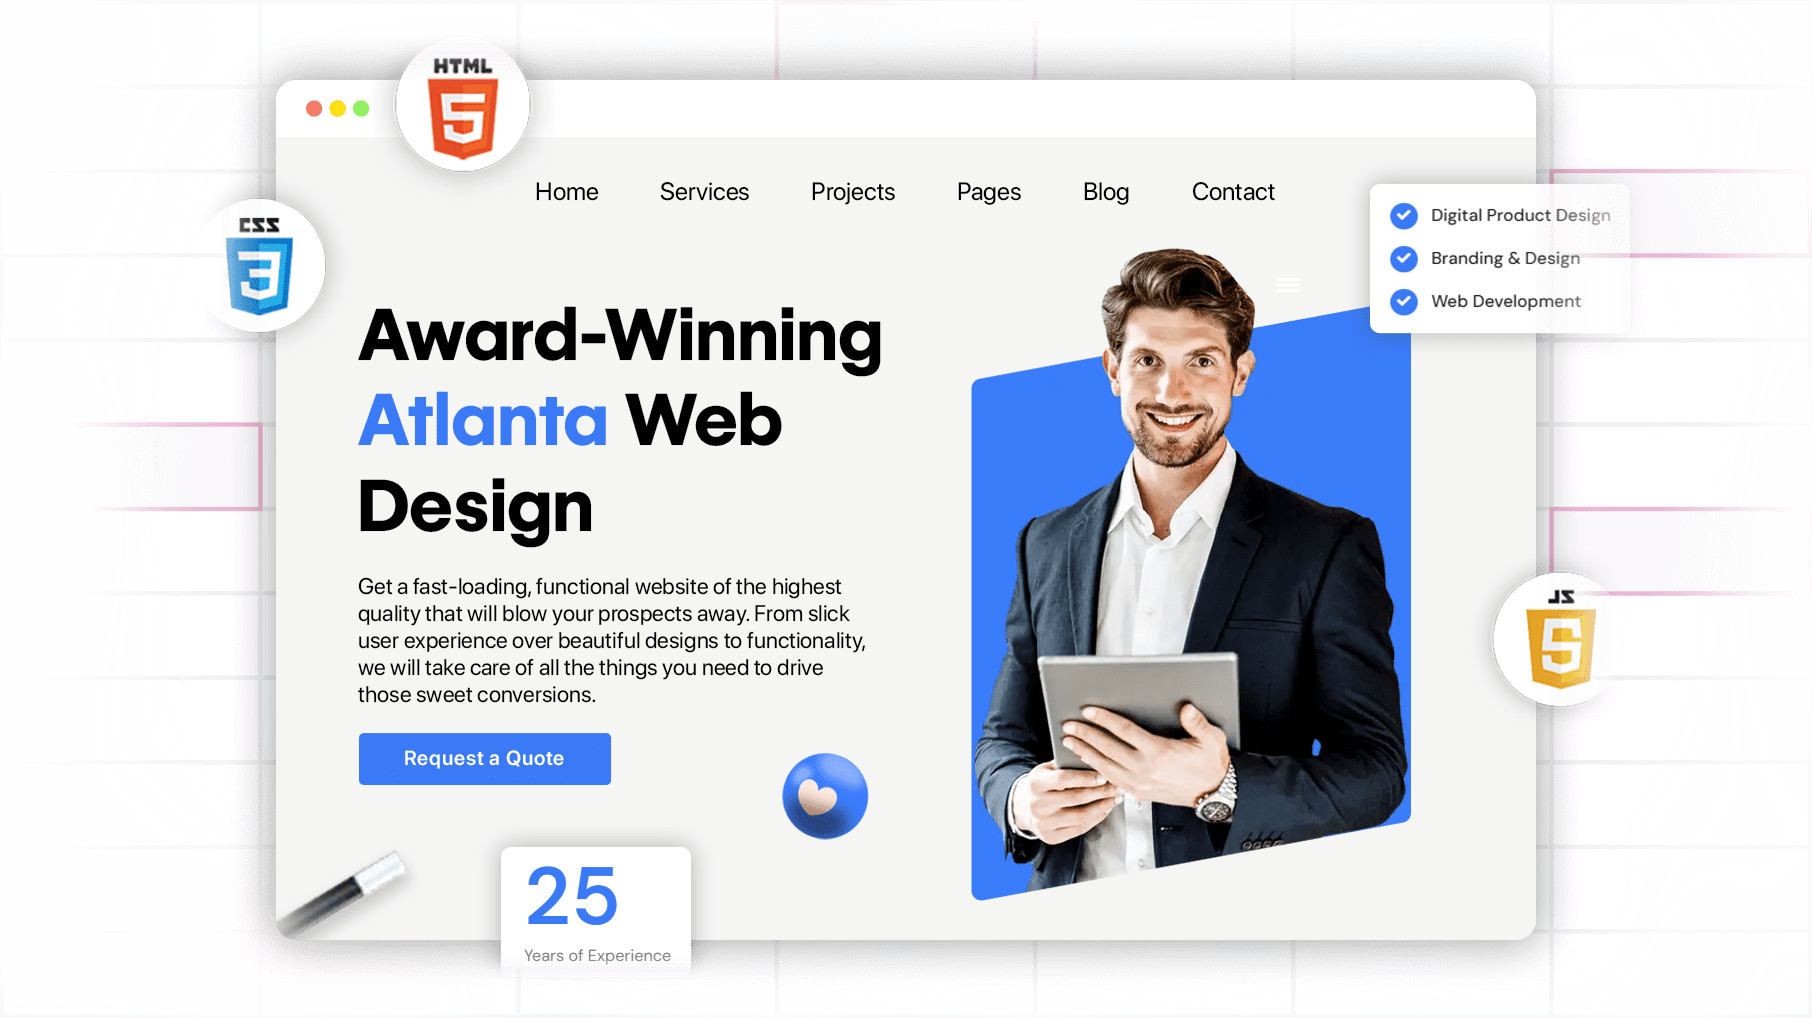 HTML
5
CSS
3
Home Services Projects Pages Blog Contact
Digital Product Design
Branding & Design
Web Development
Award-Winning
Atlanta Web
Design
Get a fast-loading, functional website of the highest
quality that will blow your prospects away. From slick
user experience over beautiful designs to functionality,
we will take care of all the things you need to drive
those sweet conversions.
Request a Quote
JS
5
25
Years of Experience